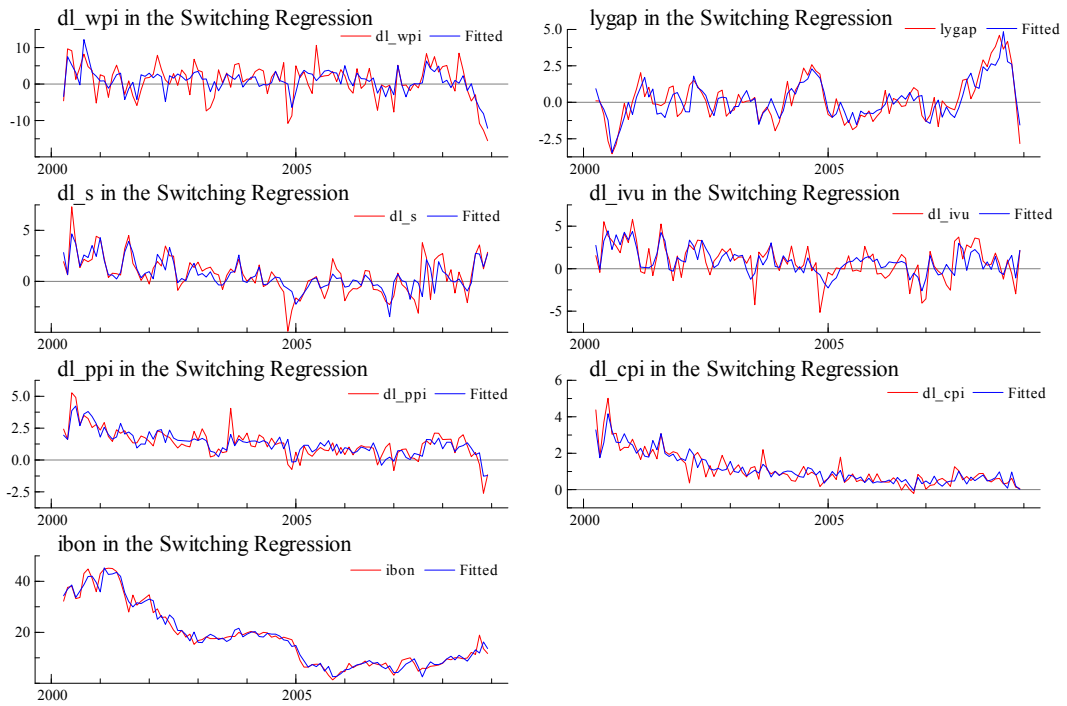 dl_wpi in the Switching Regression
dl_wpi Fitted
10
0
-10
2000 2005
lygap in the Switching Regression
lygap Fitted
5.0
2.5
0.0
-2.5
2000 2005
dl_s in the Switching Regression
dl_s Fitted
5
0
2000 2005
dl_ivu in the Switching Regression
dl_ivu Fitted
5
0
-5
2000 2005
dl_ppi in the Switching Regression
dl_ppi Fitted
5.0
2.5
0.0
-2.5
2000 2005
dl_cpi in the Switching Regression
dl_cpi Fitted
6
4
2
0
2000 2005
ibon in the Switching Regression
ibon Fitted
40
20
2000 2005